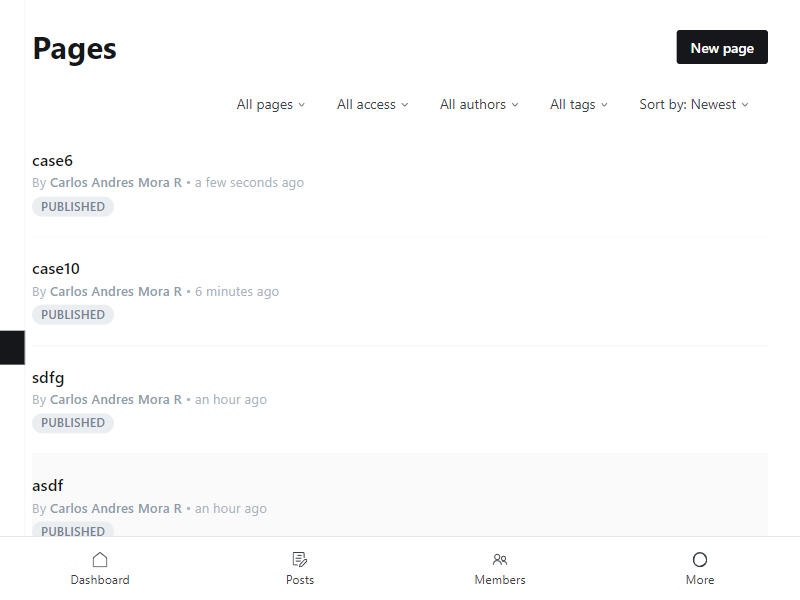 Pages
New page
All pages
All access
All authors
All tags
Sort by: Newest
case6
By Carlos Andres Mora R • a few seconds ago
PUBLISHED
case10
By Carlos Andres Mora R • 6 minutes ago
PUBLISHED
sdfg
By Carlos Andres Mora R • an hour ago
PUBLISHED
asdf
By Carlos Andres Mora R • an hour ago
PUBLISHED
Dashboard
Posts
Members
More